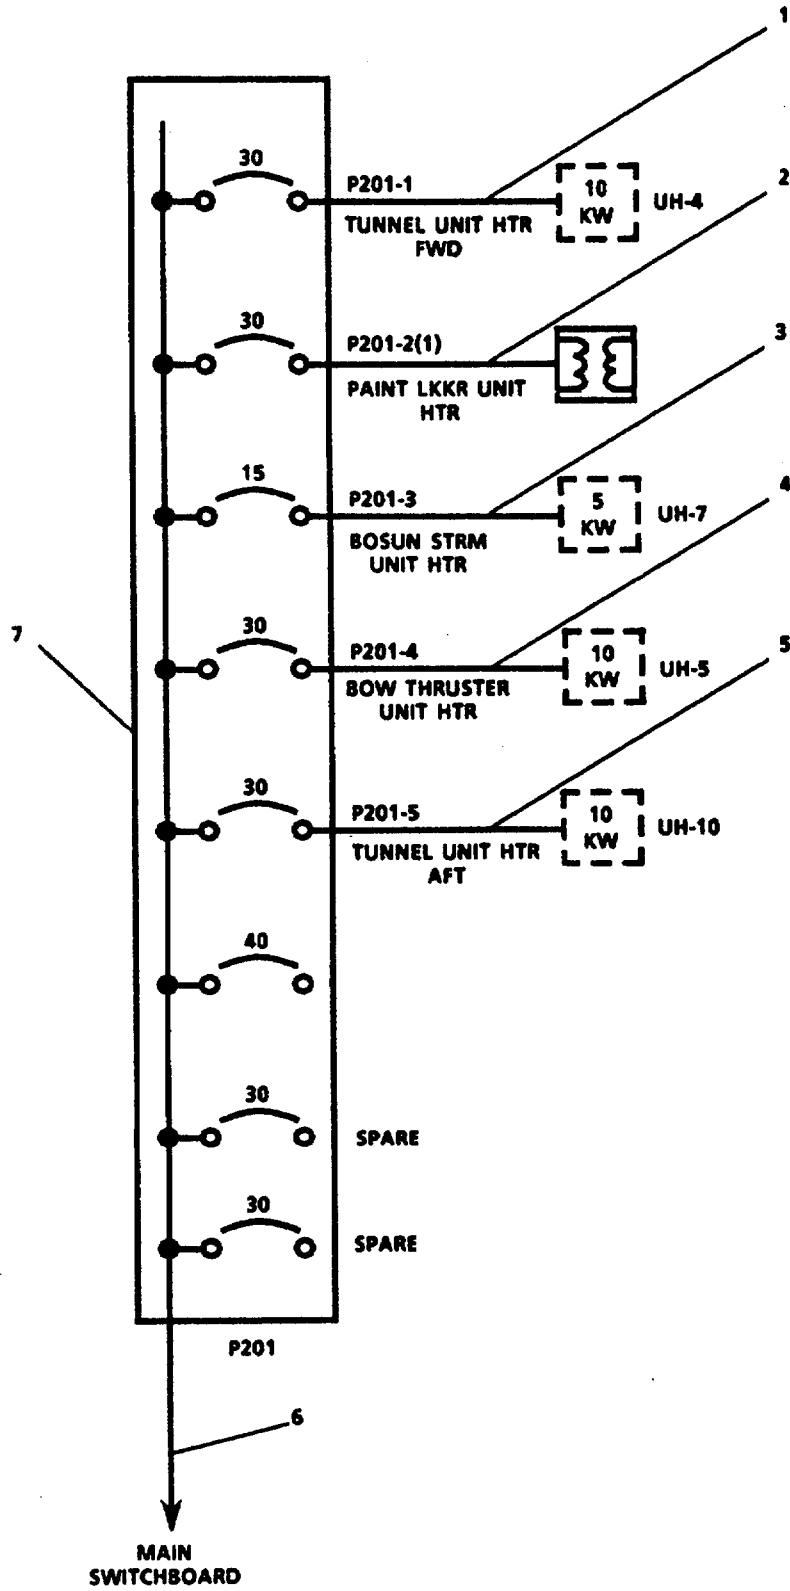 1
30
P201-1
10
KW
UH-4
TUNNEL UNIT HTR
FWD
2
30
P201-2(1)
PAINT LKKR UNIT
HTR
3
15
P201-3
5
KW
UH-7
BOSUN STRM
UNIT HTR
4
30
P201-4
10
KW
UH-5
BOW THRUSTER
UNIT HTR
5
7
30
P201-5
10
KW
UH-10
TUNNEL UNIT HTR
AFT
40
30
SPARE
30
SPARE
P201
6
MAIN
SWITCHBOARD